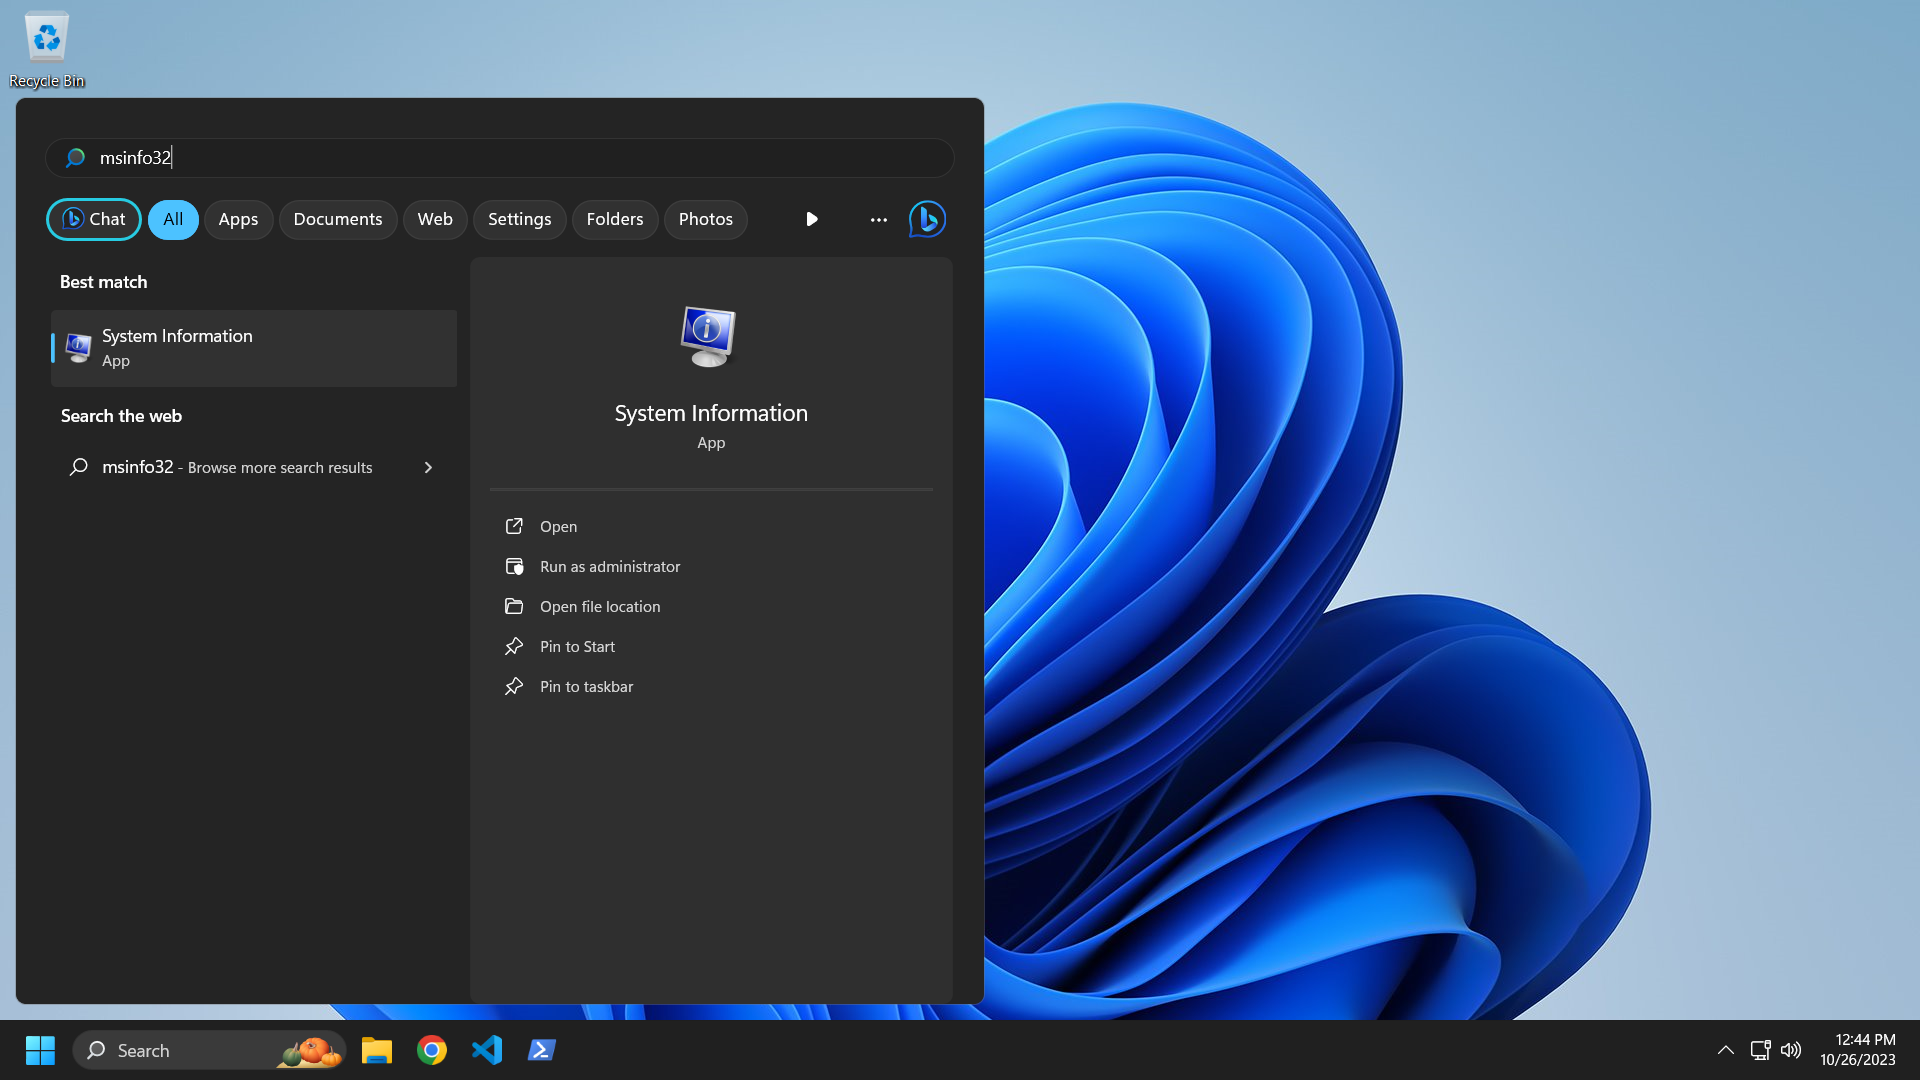 Recycle Bin
msinfo32
Chat
All
Apps
Documents
Web
Settings
Folders
Photos
Best match
System Information
App
Search the web
msinfo32 - Browse more search results
System Information
App
Open
Run as administrator
Open file location
Pin to Start
Pin to taskbar
Search
12:44 PM
10/26/2023